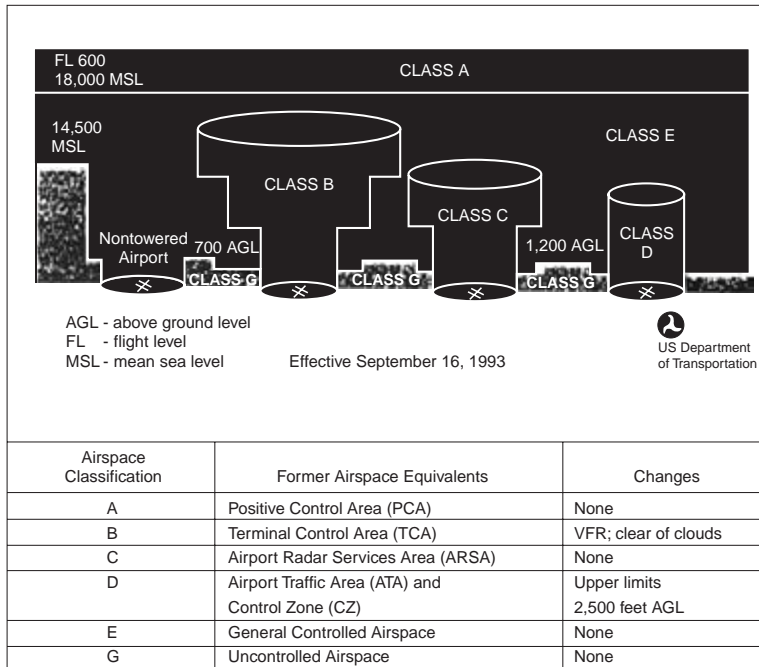 FL 600
18,000 MSL
CLASS A
14,500
MSL
CLASS E
CLASS B
CLASS C
Nontowered
Airport
700 AGL
1,200 AGL
CLASS
D
CLASS G
CLASS G
CLASS G
AGL - above ground level
FL - flight level
MSL - mean sea level
Effective September 16, 1993
US Department
of Transportation
Airspace
Classification
Former Airspace Equivalents
Changes
A Positive Control Area (PCA) None
B Terminal Control Area (TCA) VFR; clear of clouds
C Airport Radar Services Area (ARSA) None
D Airport Traffic Area (ATA) and Upper limits
Control Zone (CZ) 2,500 feet AGL
E General Controlled Airspace None
G Uncontrolled Airspace None